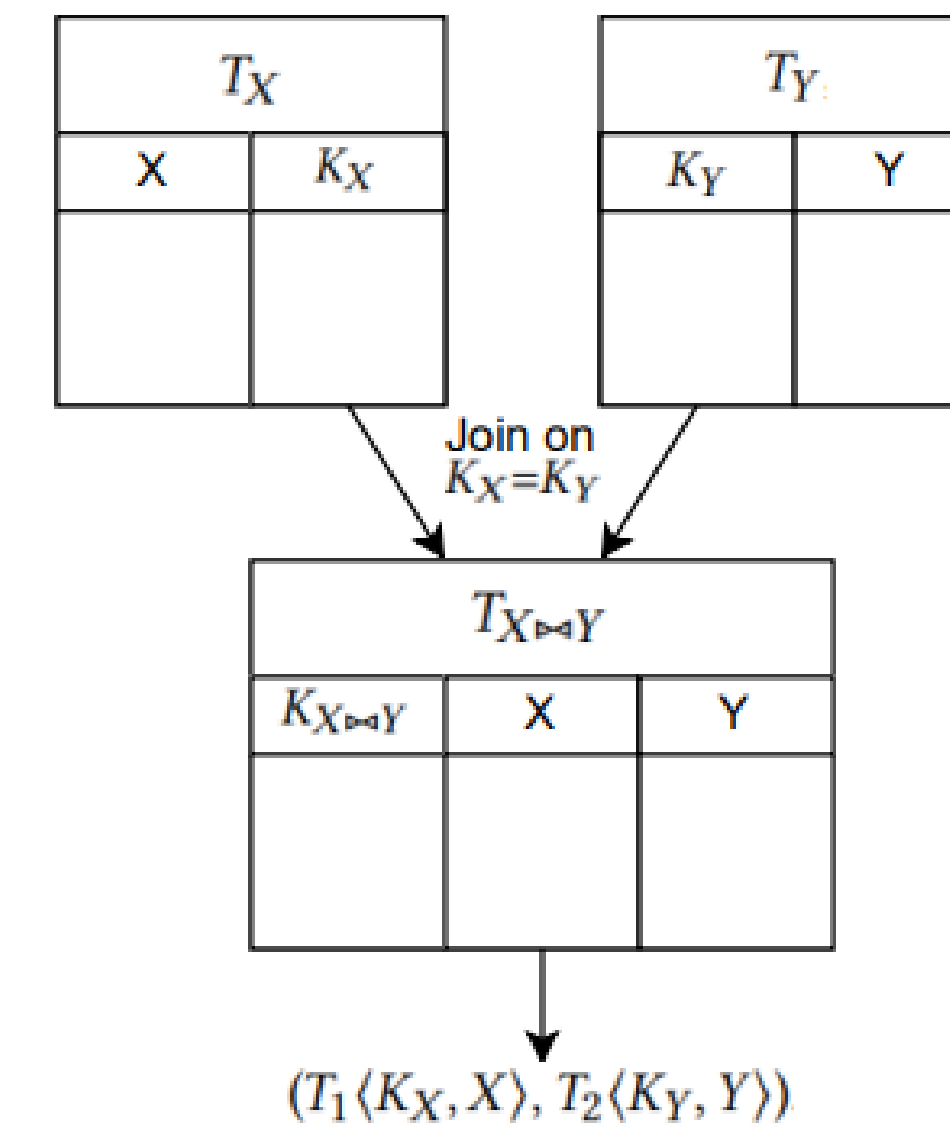 T_X
T_Y
X K_X
K_Y Y
Join on
K_X=K_Y
T_{X⋈Y}
K_{X⋈Y} X Y
(T_1⟨K_X, X⟩, T_2⟨K_Y, Y⟩)